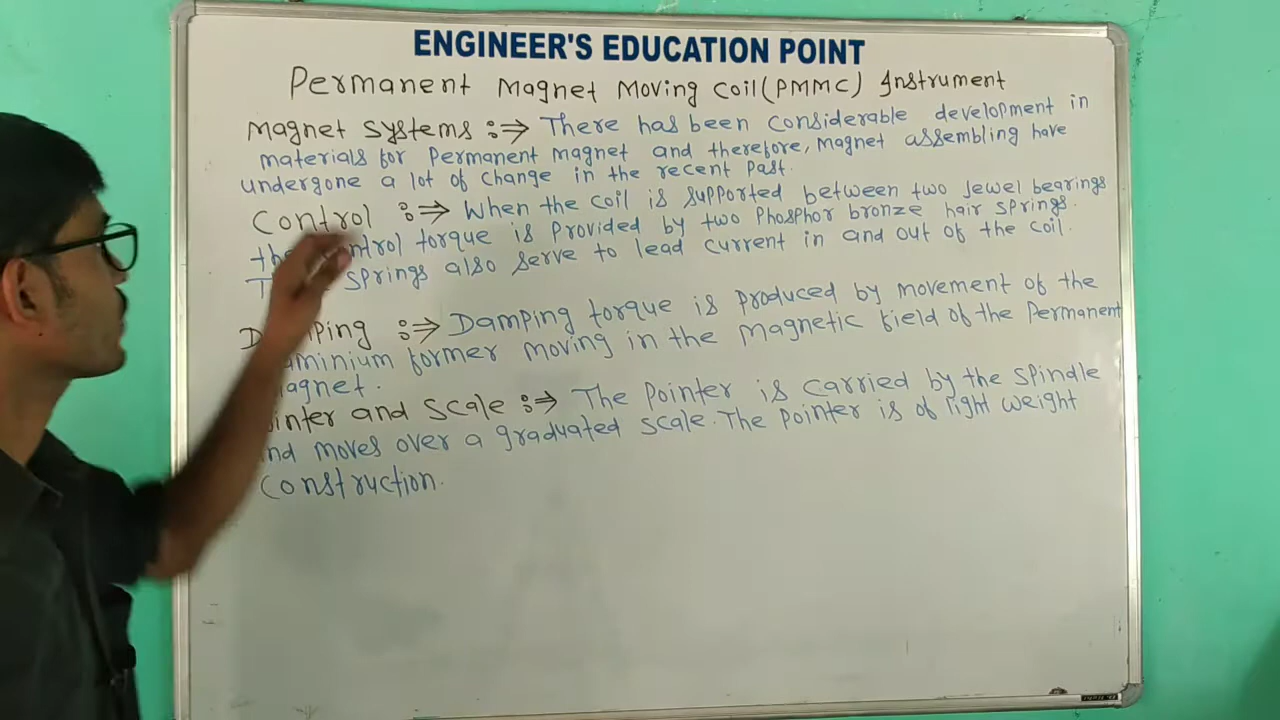 ENGINEER'S EDUCATION POINT
Permanent Magnet Moving Coil(PMMC) Instrument
Magnet Systems :⇒ There has been considerable development in
materials for Permanent Magnet and therefore, Magnet assembling have
undergone a lot of change in the recent Past.
Control :⇒ When the coil is supported between two Jewel bearings
the control torque is Provided by two Phosphor bronze hair springs.
springs also serve to lead current in and out of the coil.
Damping :⇒ Damping torque is produced by movement of the
aluminium former moving in the magnetic field of the Permanent
magnet.
Pointer and Scale :⇒ The Pointer is carried by the spindle
and moves over a graduated scale. The Pointer is of light weight
construction.